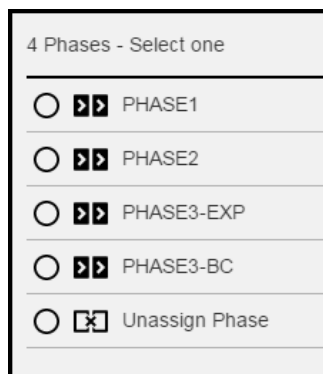 4 Phases - Select one
PHASE1
PHASE2
PHASE3-EXP
PHASE3-BC
Unassign Phase